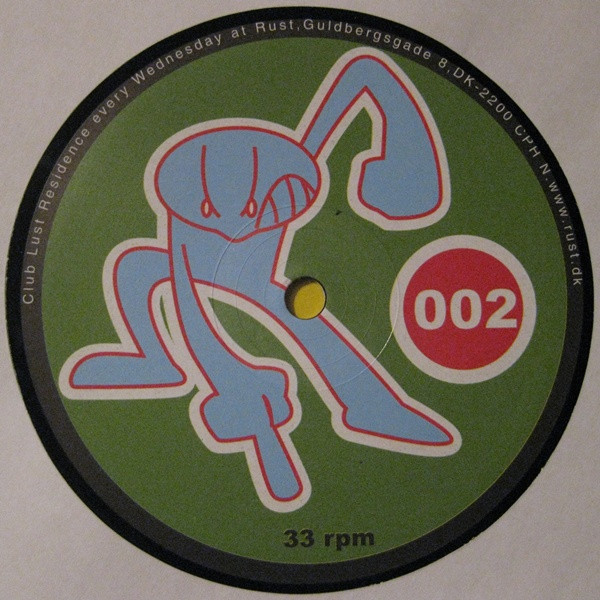 Club Lust Residence every Wednesday at Rust,Guldbergsgade 8,DK-2200 CPH N.www.rust.dk
002
33 rpm